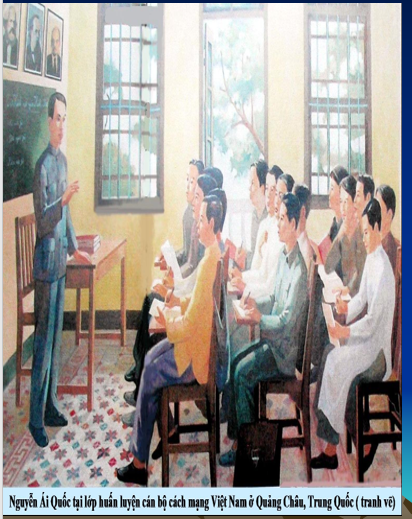 Nguyễn Ái Quốc tại lớp huấn luyện cán bộ cách mạng Việt Nam ở Quảng Châu, Trung Quốc ( tranh vẽ)